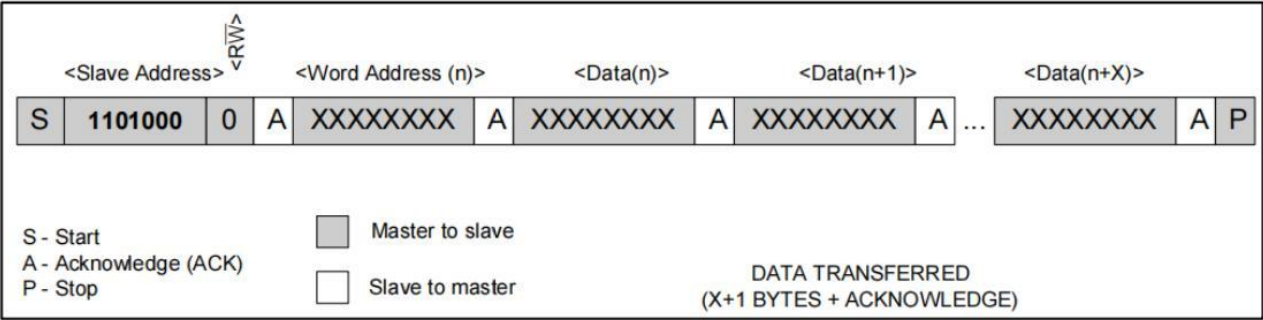 <RW̅>
<Slave Address> <Word Address (n)> <Data(n)> <Data(n+1)> <Data(n+X)>
S 1101000 0 A XXXXXXXX A XXXXXXXX A XXXXXXXX A ... XXXXXXXX A P
S - Start
A - Acknowledge (ACK)
P - Stop
Master to slave
Slave to master
DATA TRANSFERRED
(X+1 BYTES + ACKNOWLEDGE)